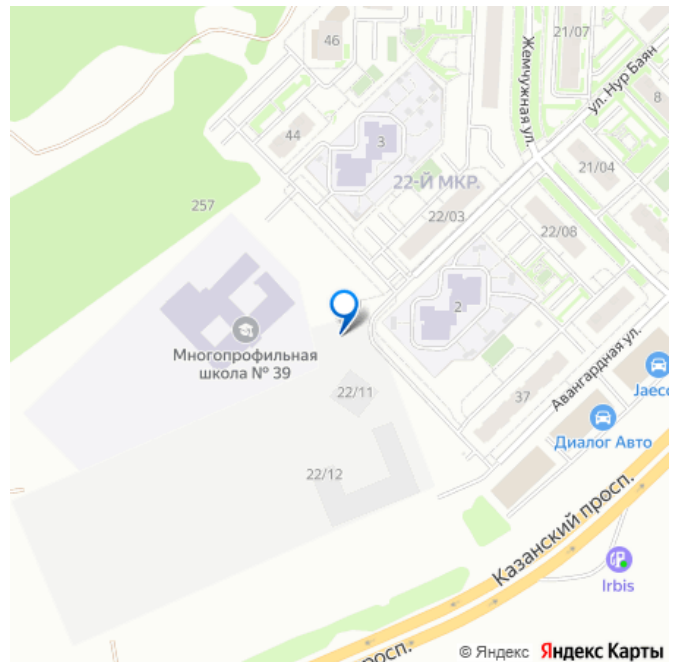 46
21/07
Жемчужная ул.
ул. Нур Баян
8
44
3
22-Й МКР.
21/04
257
22/03
22/08
2
Многопрофильная
школа № 39
Авангардная ул.
Jaeco
22/11
37
Диалог Авто
22/12
Казанский просп.
Irbis
просп.
© Яндекс Яндекс Карты